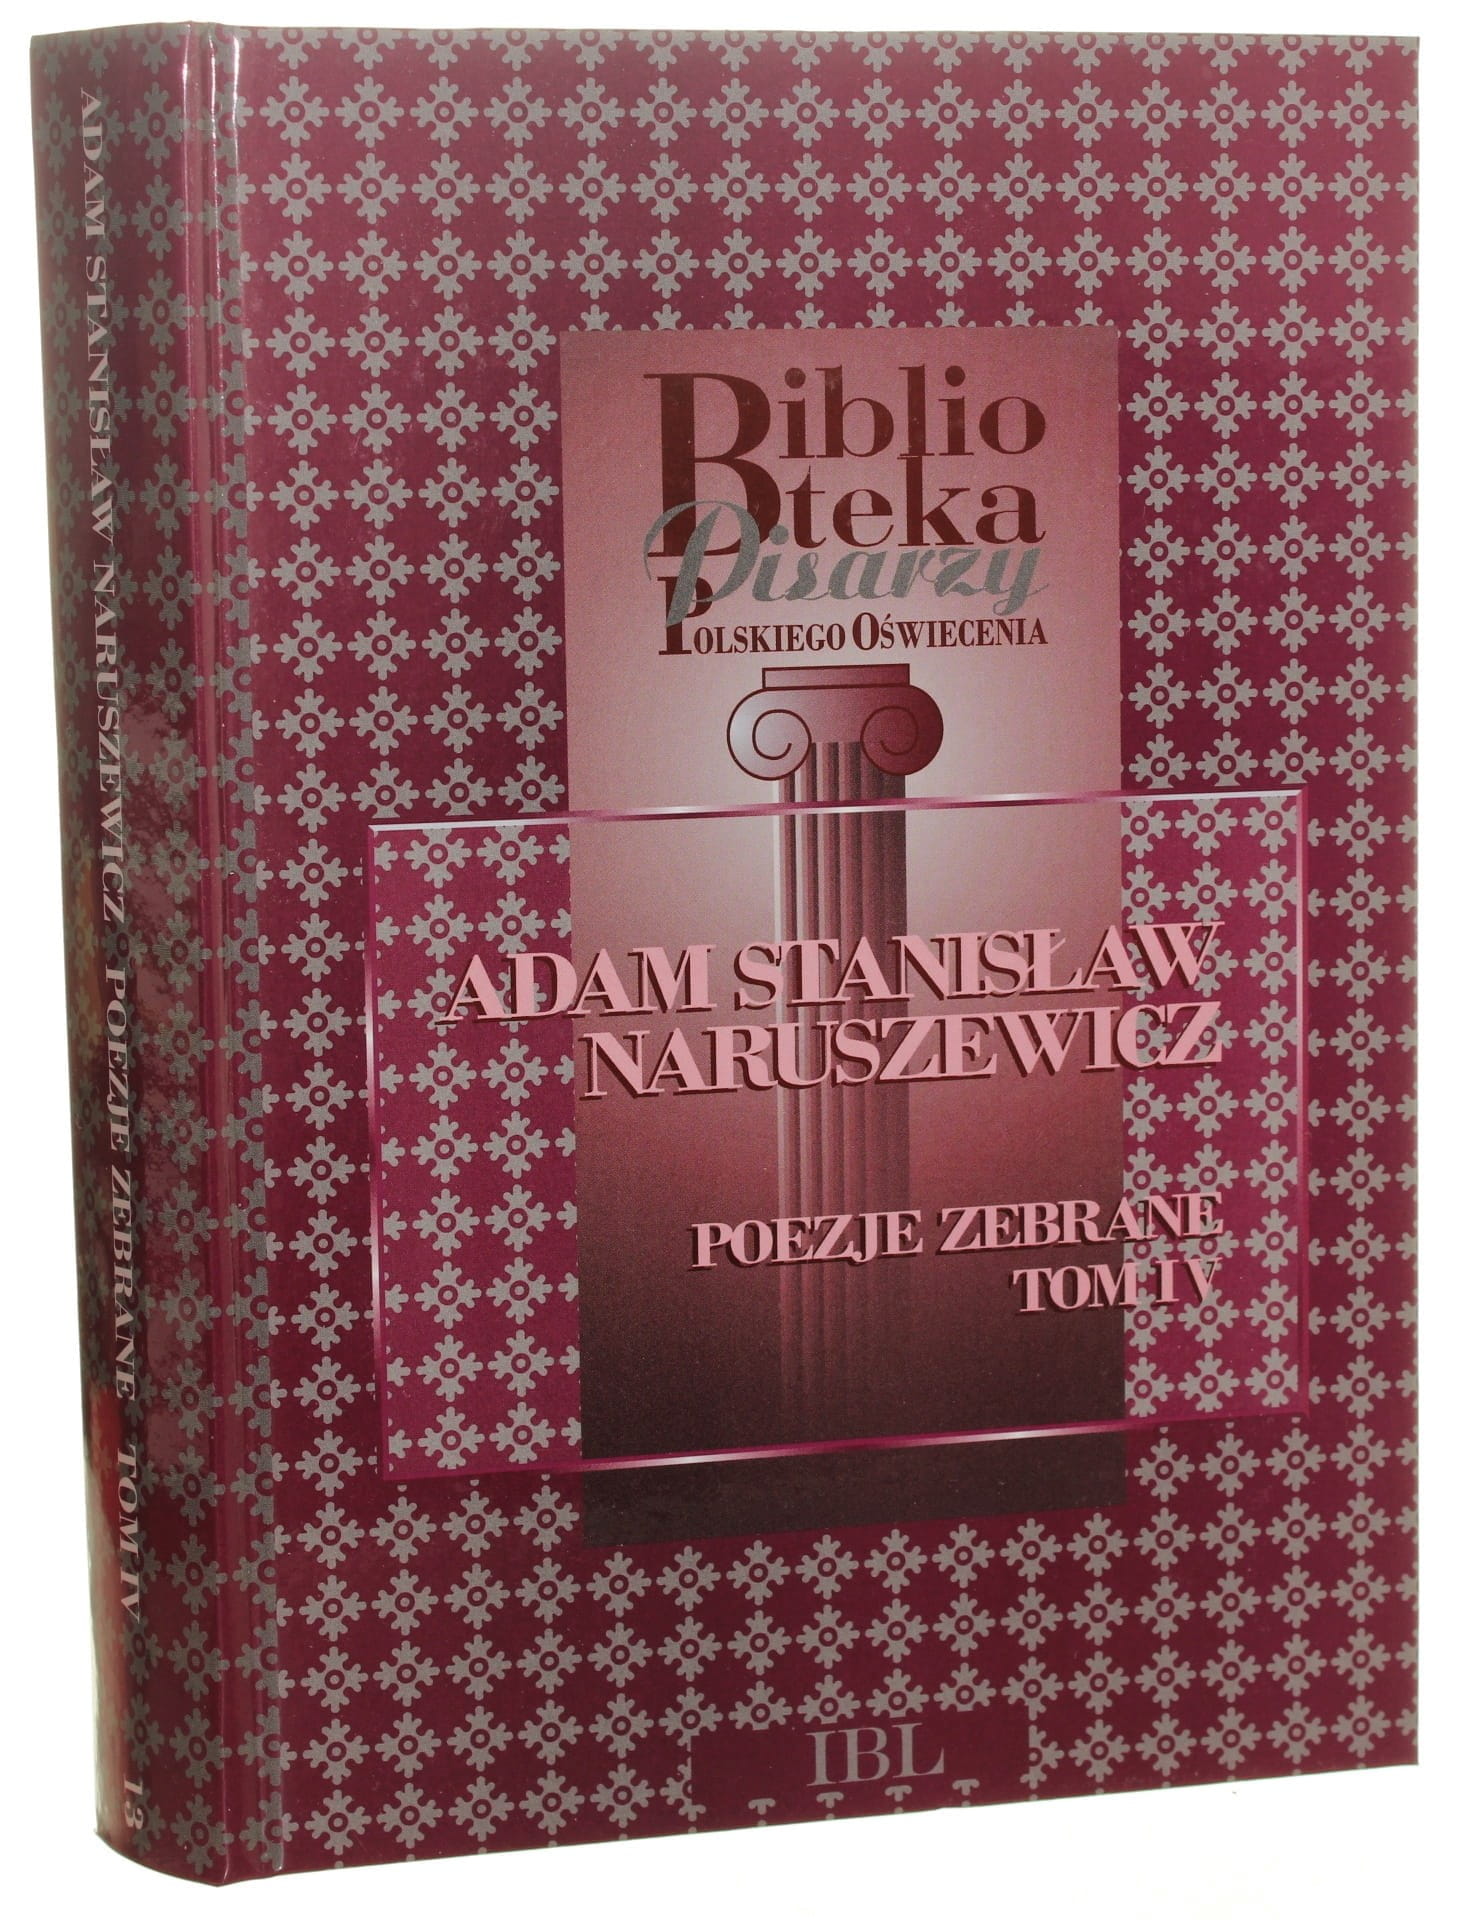 Biblio
teka
Pisarzy
Polskiego Oświecenia
ADAM STANISŁAW
NARUSZEWICZ
POEZJE ZEBRANE
TOM IV
IBL
ADAM STANISŁAW NARUSZEWICZ • POEZJE ZEBRANE TOM IV 13